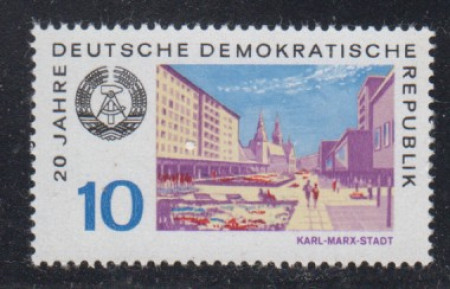 20 JAHRE
DEUTSCHE DEMOKRATISCHE
REPUBLIK
10
KARL-MARX-STADT